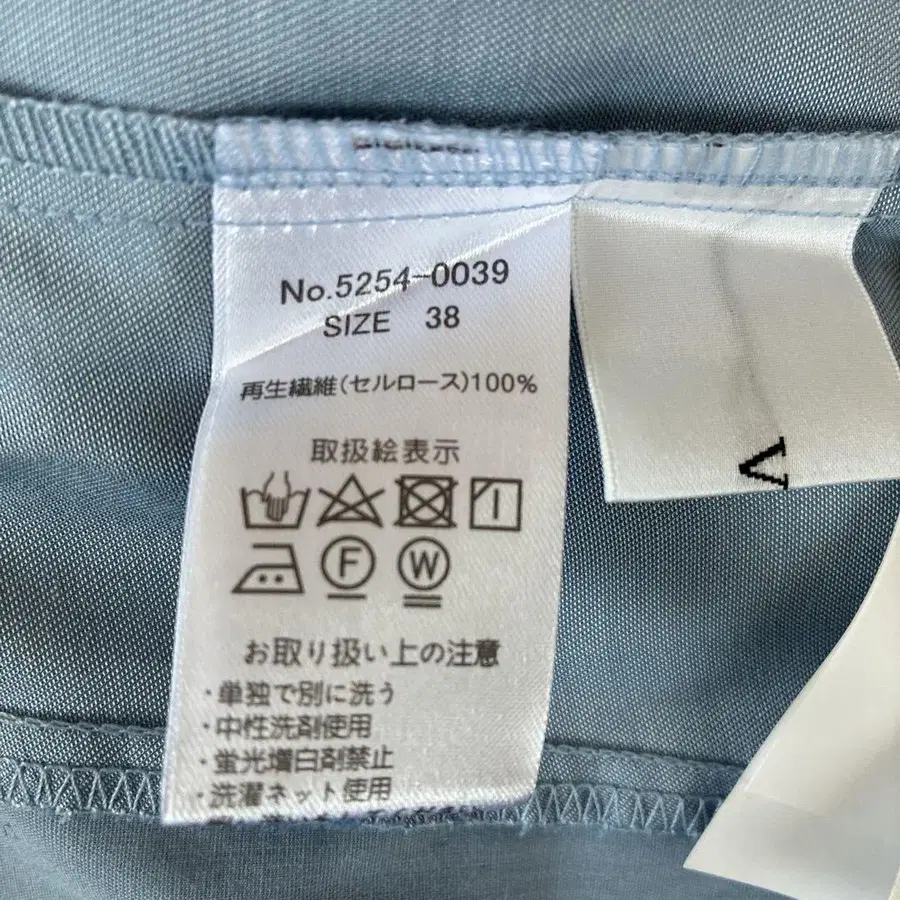 No.5254-0039
SIZE 38
再生繊維(セルロース)100%
取扱絵表示
F W
お取り扱い上の注意
・単独で別に洗う
・中性洗剤使用
・蛍光増白剤禁止
・洗濯ネット使用
V